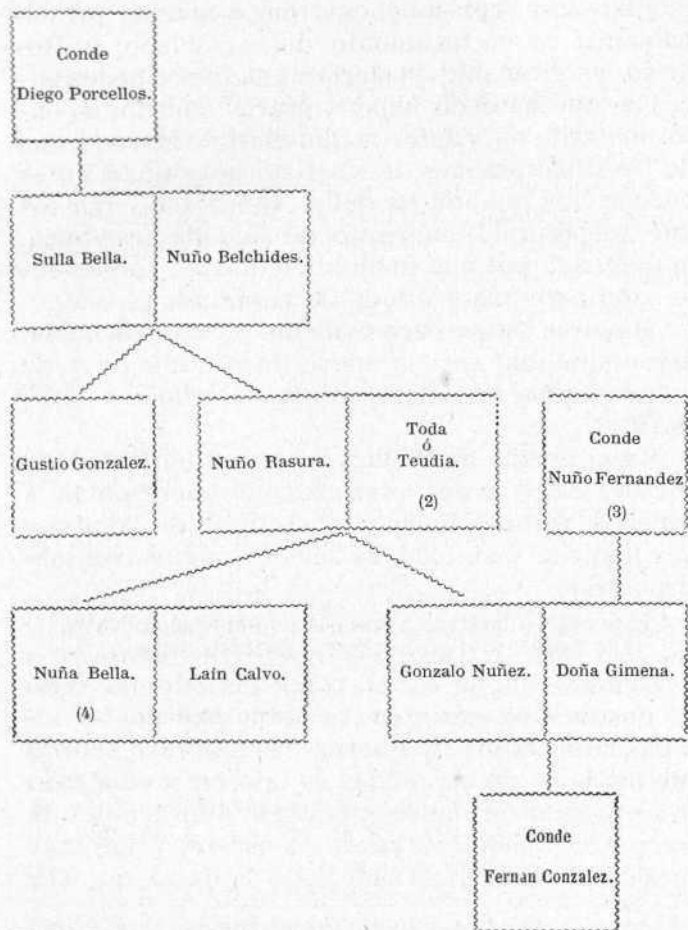 Conde
Diego Porcellos.
Sulla Bella.
Nuño Belchides.
Gustio Gonzalez.
Nuño Rasura.
Toda
ó
Teudia.
(2)
Conde
Nuño Fernandez
(3)
Nuña Bella.
(4)
Laín Calvo.
Gonzalo Nuñez.
Doña Gimena.
Conde
Fernan Conzalez.